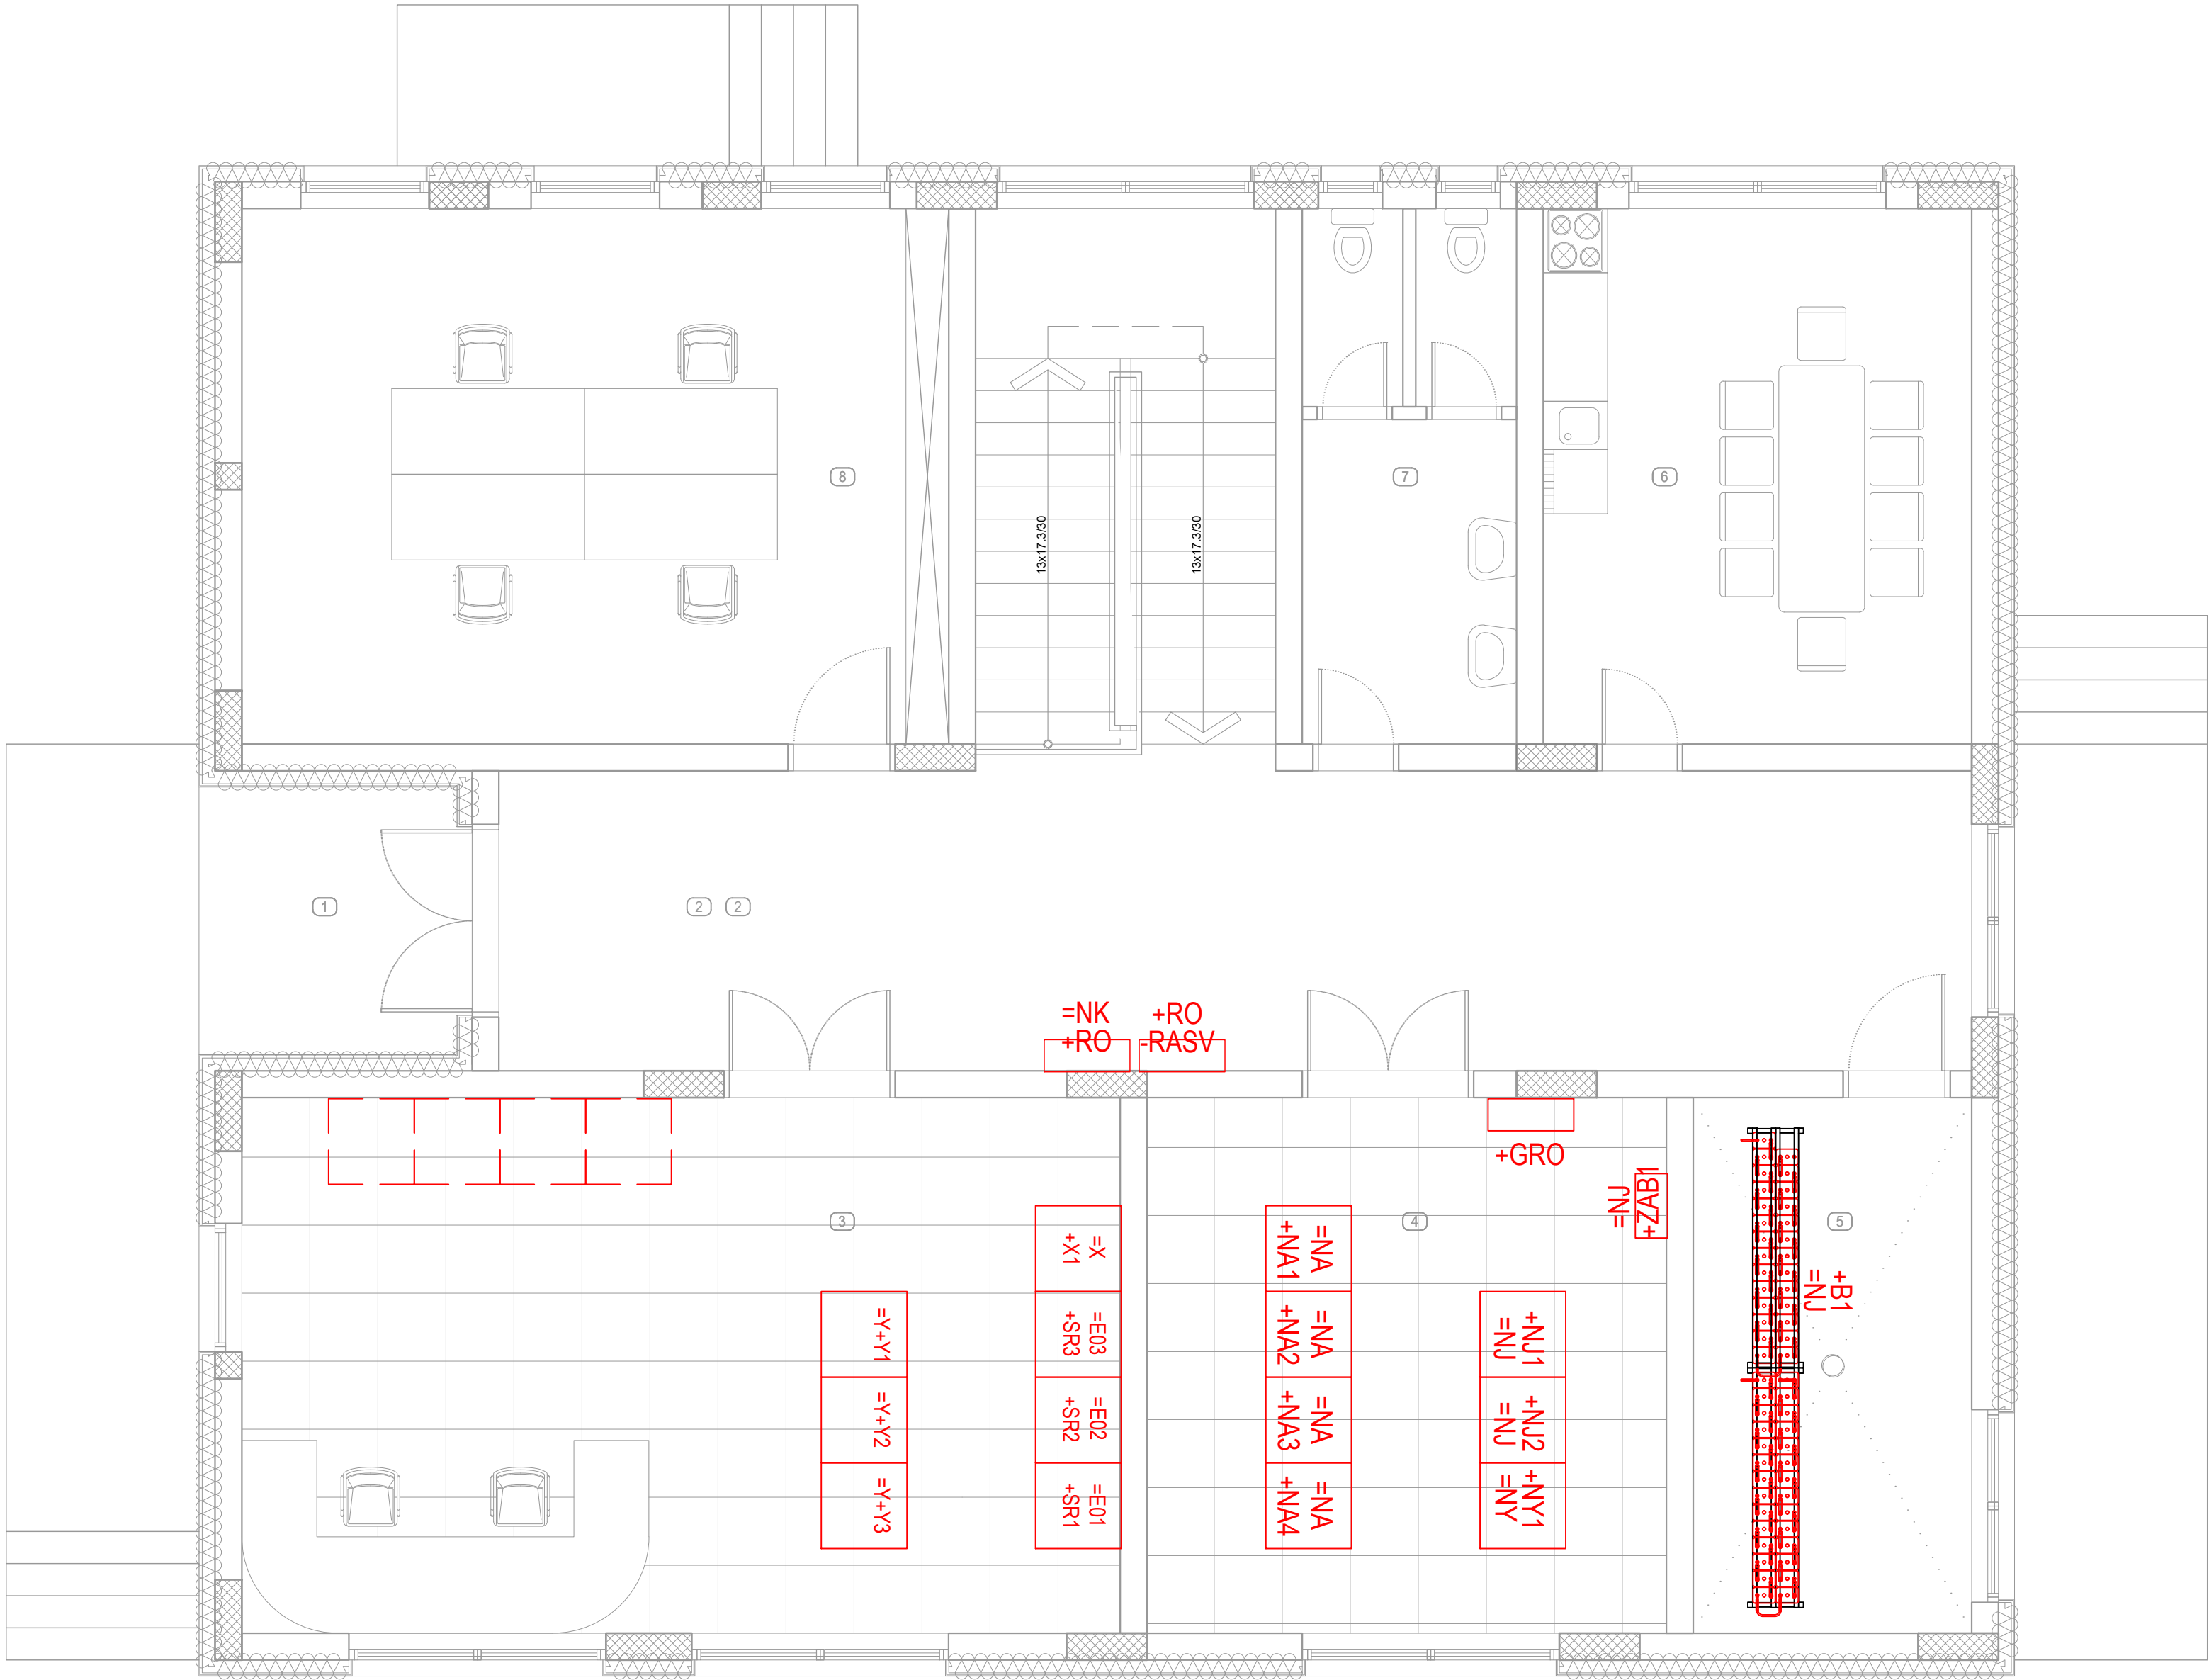 8
7
6
13x17.3/30
13x17.3/30
1
2
2
=NK
+RO
+RO
-RASV
+GRO
=NJ
+ZAB1
3
4
5
=X
+X1
=E03
+SR3
=E02
+SR2
=E01
+SR1
=Y+Y1
=Y+Y2
=Y+Y3
=NA
+NA1
=NA
+NA2
=NA
+NA3
=NA
+NA4
+NJ1
=NJ
+NJ2
=NJ
+NY1
=NY
+B1
=NJ